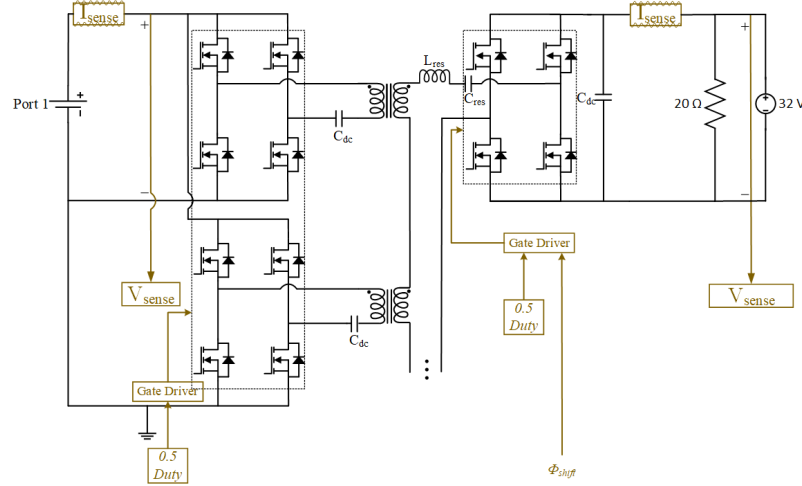 Isense
Isense
+
+
Lres
Port 1
+
Cres
Cdc
20 Ω
+
32 V
Cdc
−
−
Gate Driver
Vsense
Vsense
0.5
Duty
Cdc
Gate Driver
0.5
Duty
Φshift